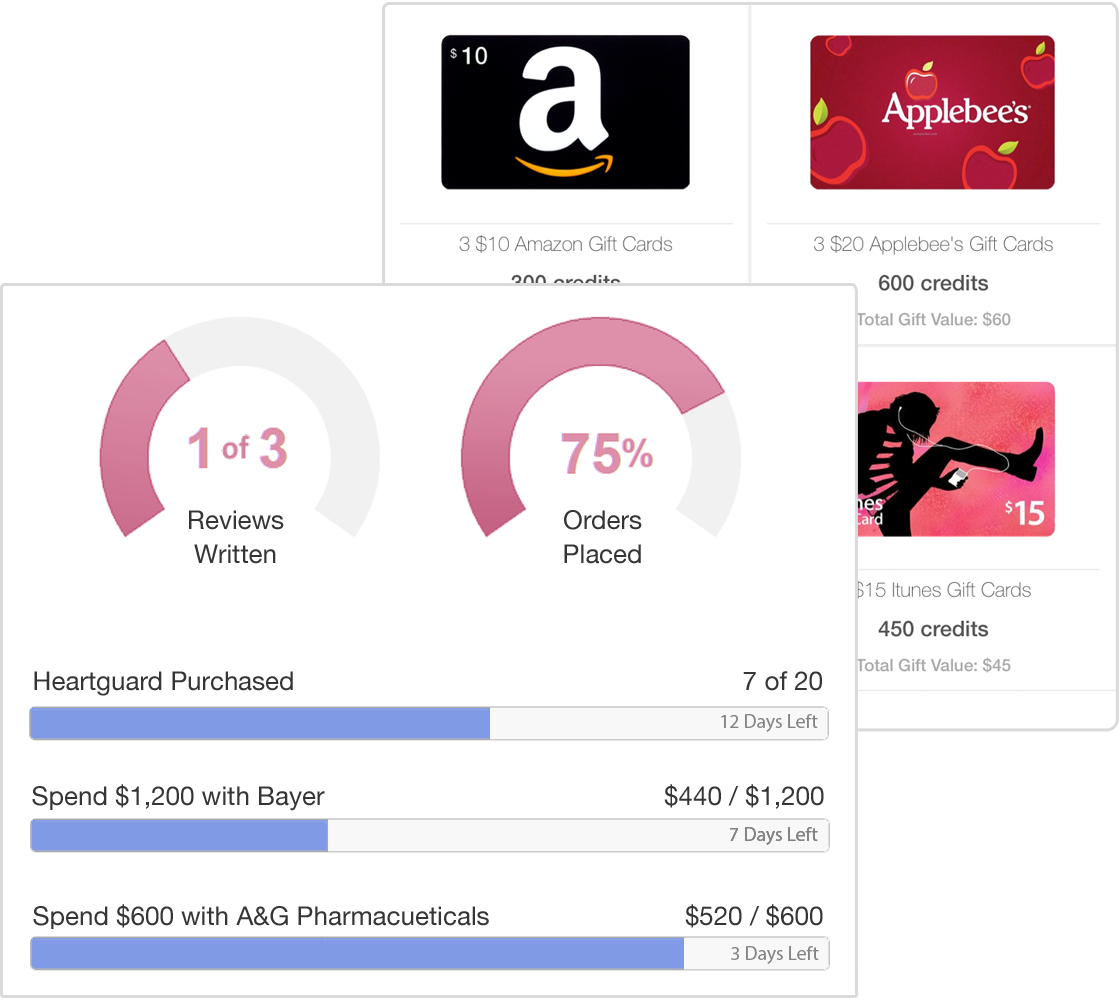 $10
a
Applebee's
3 $10 Amazon Gift Cards
3 $20 Applebee's Gift Cards
300 credits
600 credits
Total Gift Value: $60
1 of 3
Reviews
Written
75%
Orders
Placed
$15
$15 Itunes Gift Cards
450 credits
Total Gift Value: $45
Heartguard Purchased
7 of 20
12 Days Left
Spend $1,200 with Bayer
$440 / $1,200
7 Days Left
Spend $600 with A&G Pharmacueticals
$520 / $600
3 Days Left